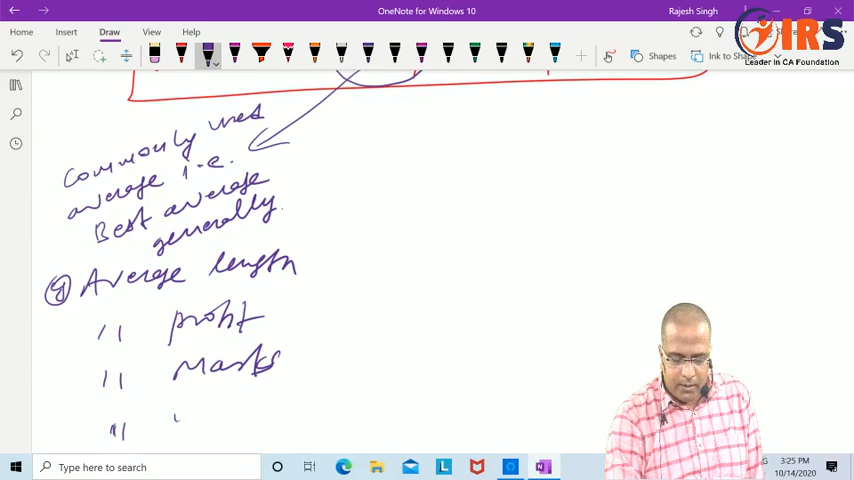 OneNote for Windows 10
Rajesh Singh
Home Insert Draw View Help
Share
IRS
Leader in CA Foundation
Shapes
Ink to Shape
Commonly used
average i.e.
Best average
generally.
eg Average length
" profit
" Marks
"
Type here to search
3:25 PM
10/14/2020